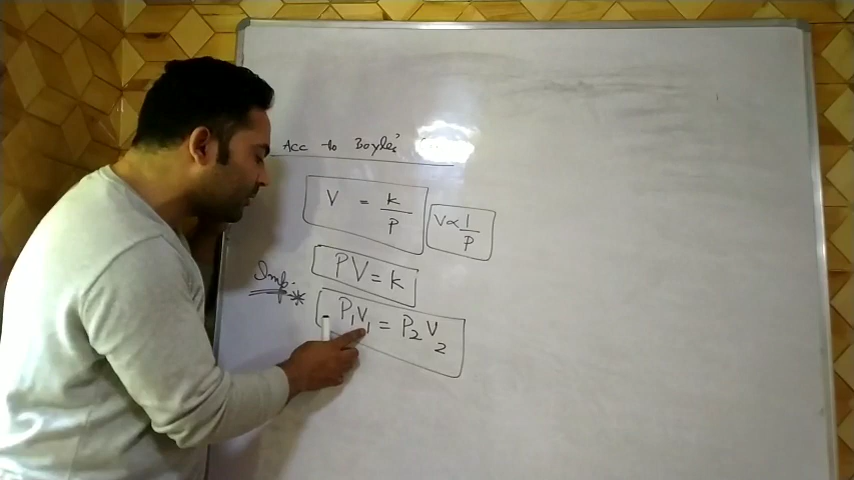 Acc to Boyle's
V = k/P
V ∝ 1/P
PV = k
Imp. *
P₁V₁ = P₂V₂